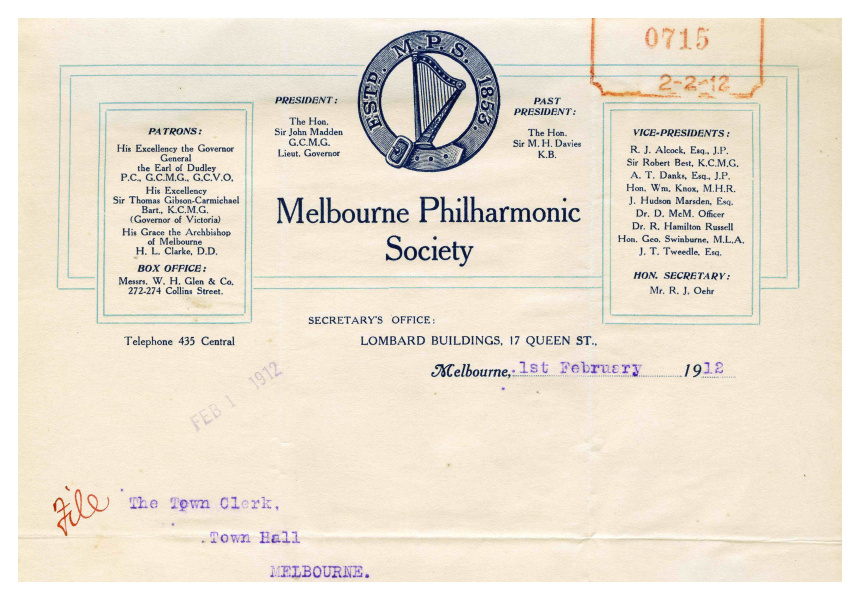 0715
2-2-12
ESTD. M.P.S. 1853.
PATRONS:
His Excellency the Governor
General
the Earl of Dudley
P.C., G.C.M.G., G.C.V.O.
His Excellency
Sir Thomas Gibson-Carmichael
Bart., K.C.M.G.
(Governor of Victoria)
His Grace the Archbishop
of Melbourne
H. L. Clarke, D.D.
BOX OFFICE:
Messrs. W. H. Glen & Co.
272-274 Collins Street.
Telephone 435 Central
PRESIDENT:
The Hon.
Sir John Madden
G.C.M.G.
Lieut. Governor
PAST
PRESIDENT:
The Hon.
Sir M. H. Davies
K.B.
Melbourne Philharmonic
Society
VICE-PRESIDENTS:
R. J. Alcock, Esq., J.P.
Sir Robert Best, K.C.M.G.
A. T. Danks, Esq., J.P.
Hon. Wm. Knox, M.H.R.
J. Hudson Marsden, Esq.
Dr. D. McM. Officer
Dr. R. Hamilton Russell
Hon. Geo. Swinburne, M.L.A.
J. T. Tweedle, Esq.
HON. SECRETARY:
Mr. R. J. Oehr
SECRETARY'S OFFICE:
LOMBARD BUILDINGS, 17 QUEEN ST.,
Melbourne, 1st February 1912
FEB 1 1912
File
The Town Clerk,
Town Hall
MELBOURNE.